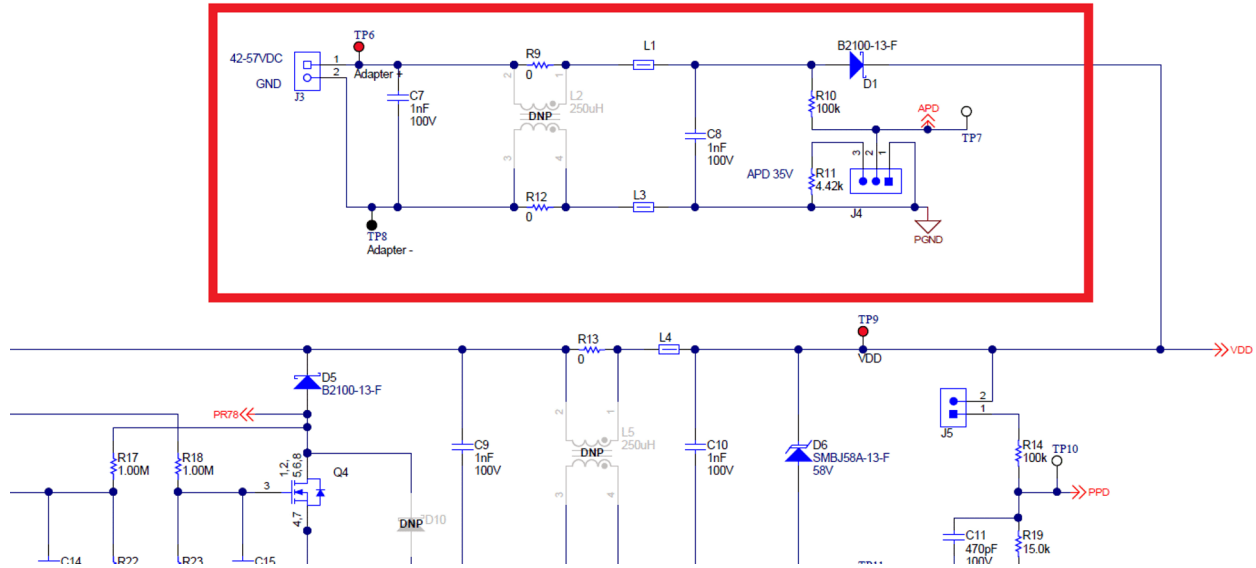 TP6
42-57VDC
1
2
GND
J3
Adapter +
C7
1nF
100V
R9
0
2
1
L2
250uH
DNP
3
4
R12
0
TP8
Adapter -
L1
L3
C8
1nF
100V
B2100-13-F
D1
R10
100k
APD
TP7
APD 35V
R11
4.42k
3
2
1
J4
PGND
D5
B2100-13-F
PR78
R17
1.00M
R18
1.00M
1,2,
5,6,8
3
Q4
4,7
DNP
D10
C14
R22
R23
C15
C9
1nF
100V
R13
0
2
1
L5
250uH
DNP
3
4
L4
C10
1nF
100V
TP9
VDD
D6
SMBJ58A-13-F
58V
TP11
VDD
2
1
J5
R14
100k
TP10
PPD
C11
470pF
100V
R19
15.0k